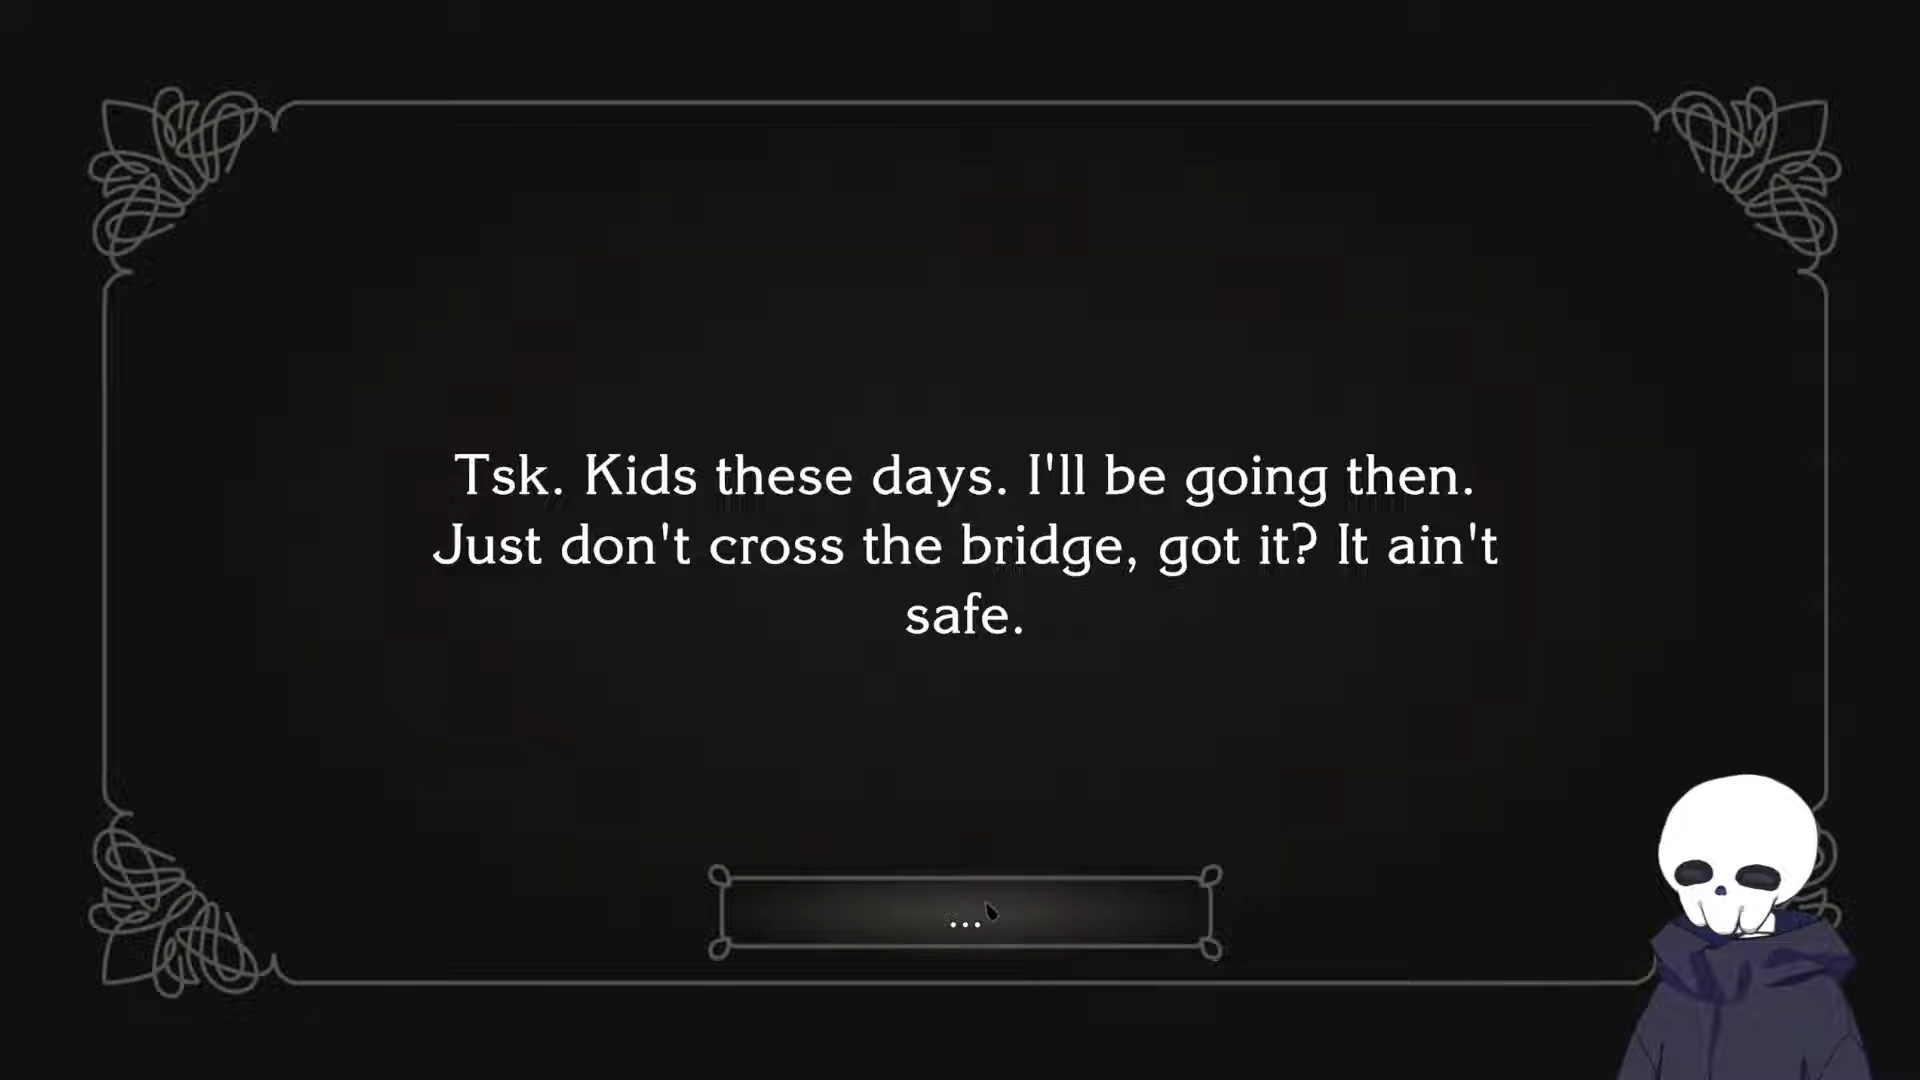 Tsk. Kids these days. I'll be going then.
Just don't cross the bridge, got it? It ain't
safe.
...